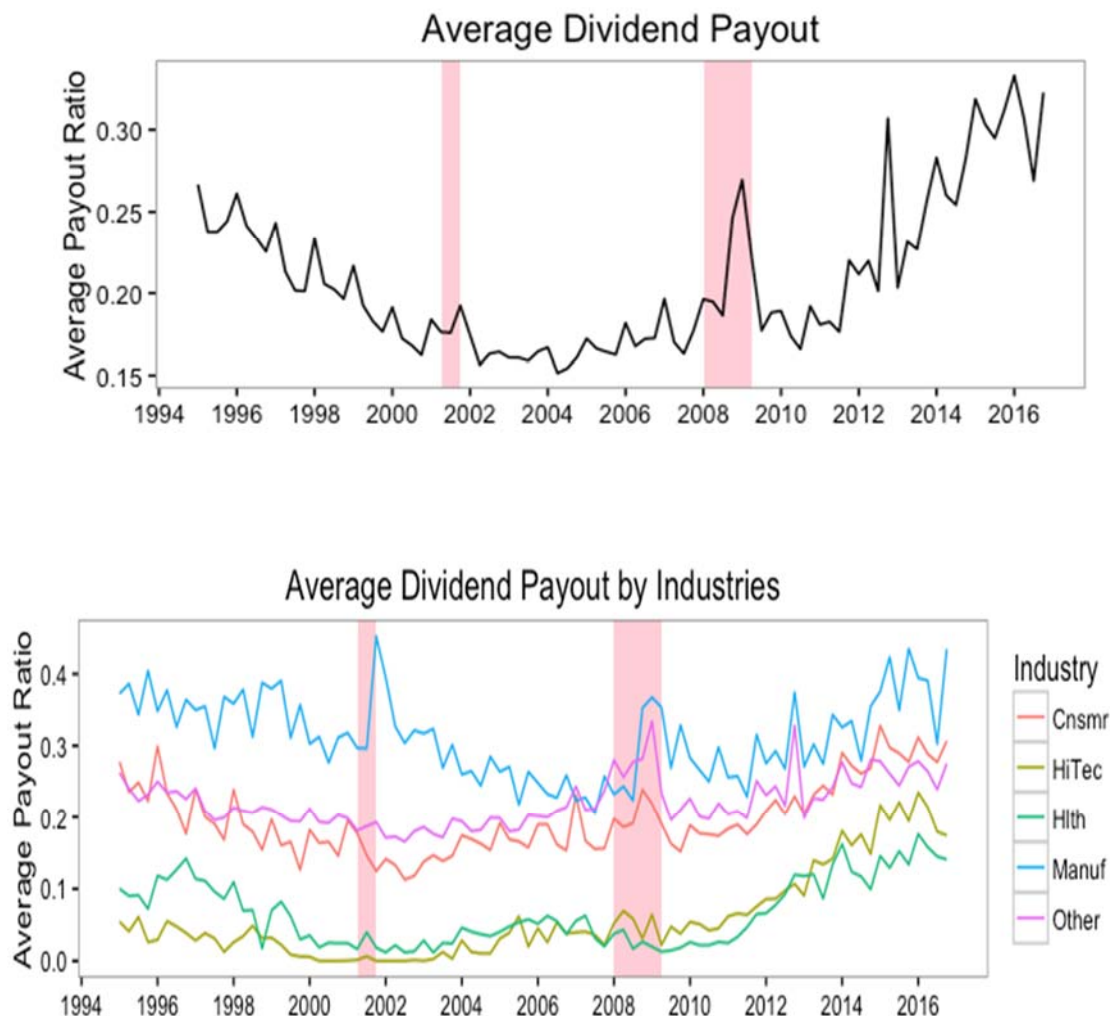 Average Dividend Payout
Average Payout Ratio
0.30
0.25
0.20
0.15
1994 1996 1998 2000 2002 2004 2006 2008 2010 2012 2014 2016
Average Dividend Payout by Industries
Average Payout Ratio
0.4
0.3
0.2
0.1
0.0
1994 1996 1998 2000 2002 2004 2006 2008 2010 2012 2014 2016
Industry
Cnsmr
HiTec
Hlth
Manuf
Other